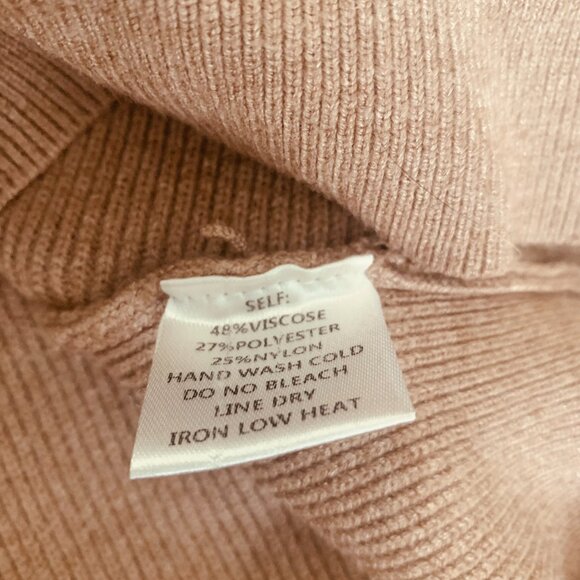 SELF:
48%VISCOSE
27%POLYESTER
25%NYLON
HAND WASH COLD
DO NO BLEACH
LINE DRY
IRON LOW HEAT